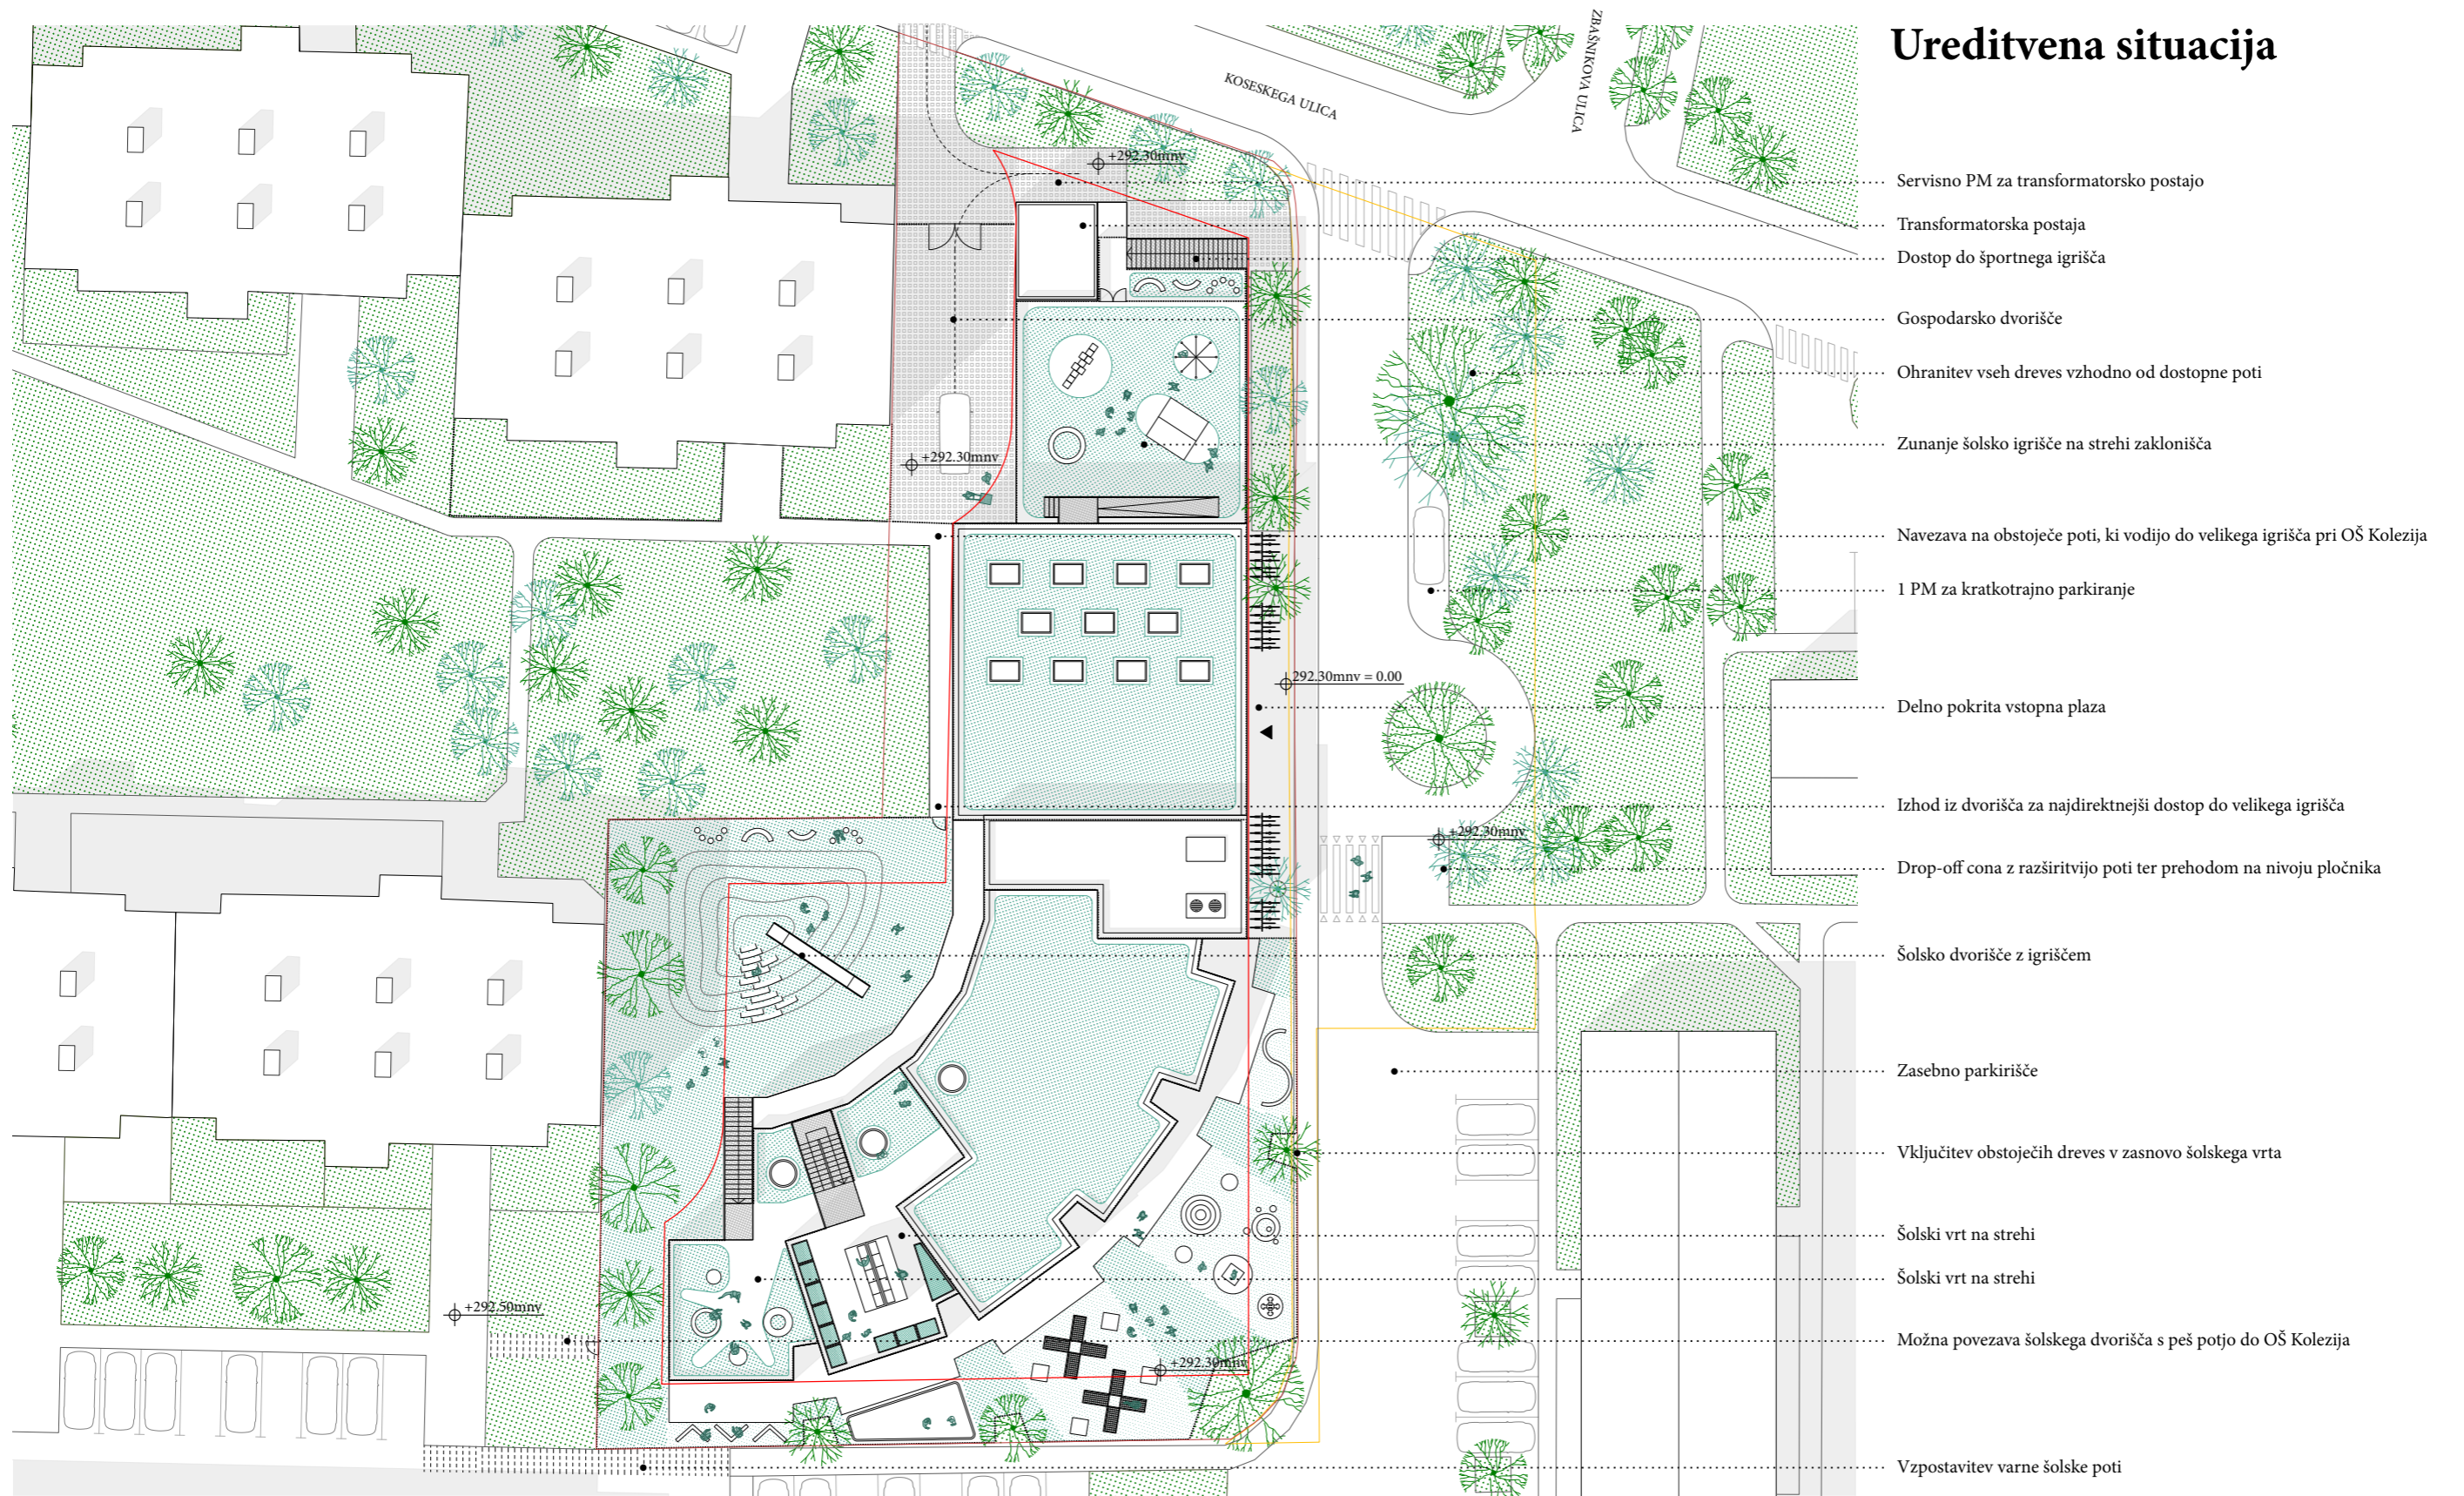 Ureditvena situacija
KOSESKEGA ULICA
ZBAŠNIKOVA ULICA
+292.30mnv
Servisno PM za transformatorsko postajo
Transformatorska postaja
Dostop do športnega igrišča
Gospodarsko dvorišče
Ohranitev vseh dreves vzhodno od dostopne poti
Zunanje šolsko igrišče na strehi zaklonišča
+292.30mnv
Navezava na obstoječe poti, ki vodijo do velikega igrišča pri OŠ Kolezija
1 PM za kratkotrajno parkiranje
292.30mnv = 0.00
Delno pokrita vstopna plaza
Izhod iz dvorišča za najdirektnejši dostop do velikega igrišča
+292.30mnv
Drop-off cona z razširitvijo poti ter prehodom na nivoju pločnika
Šolsko dvorišče z igriščem
Zasebno parkirišče
Vključitev obstoječih dreves v zasnovo šolskega vrta
Šolski vrt na strehi
Šolski vrt na strehi
+292.50mnv
Možna povezava šolskega dvorišča s peš potjo do OŠ Kolezija
+292.30mnv
Vzpostavitev varne šolske poti